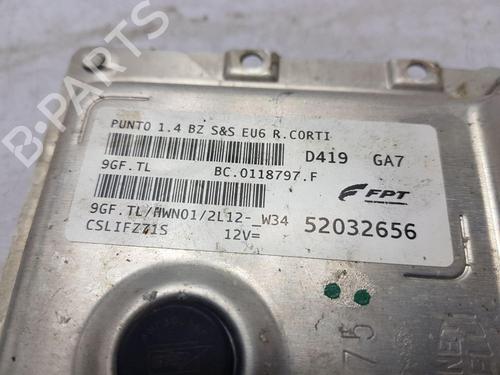 PUNTO 1.4 BZ S&S EU6 R.CORTI
D419 GA7
9GF.TL BC.0118797.F
FPT
9GF.TL/HWN01/2L12-_W34 52032656
CSLIFZ71S 12V=
75
B